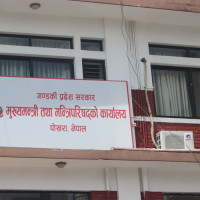 गण्डकी प्रदेश सरकार
मुख्यमन्त्री तथा मन्त्रिपरिषद्को कार्यालय
पोखरा, नेपाल